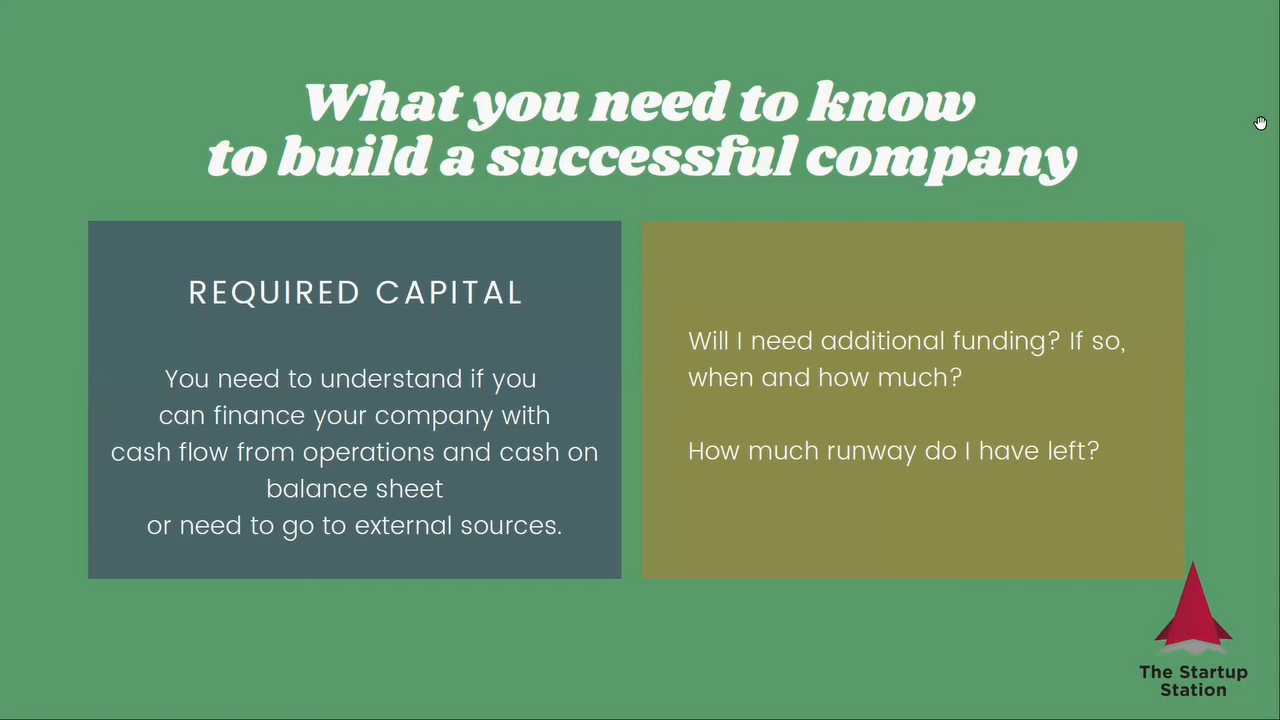 What you need to know
to build a successful company
REQUIRED CAPITAL
You need to understand if you
can finance your company with
cash flow from operations and cash on
balance sheet
or need to go to external sources.
Will I need additional funding? If so,
when and how much?
How much runway do I have left?
The Startup
Station